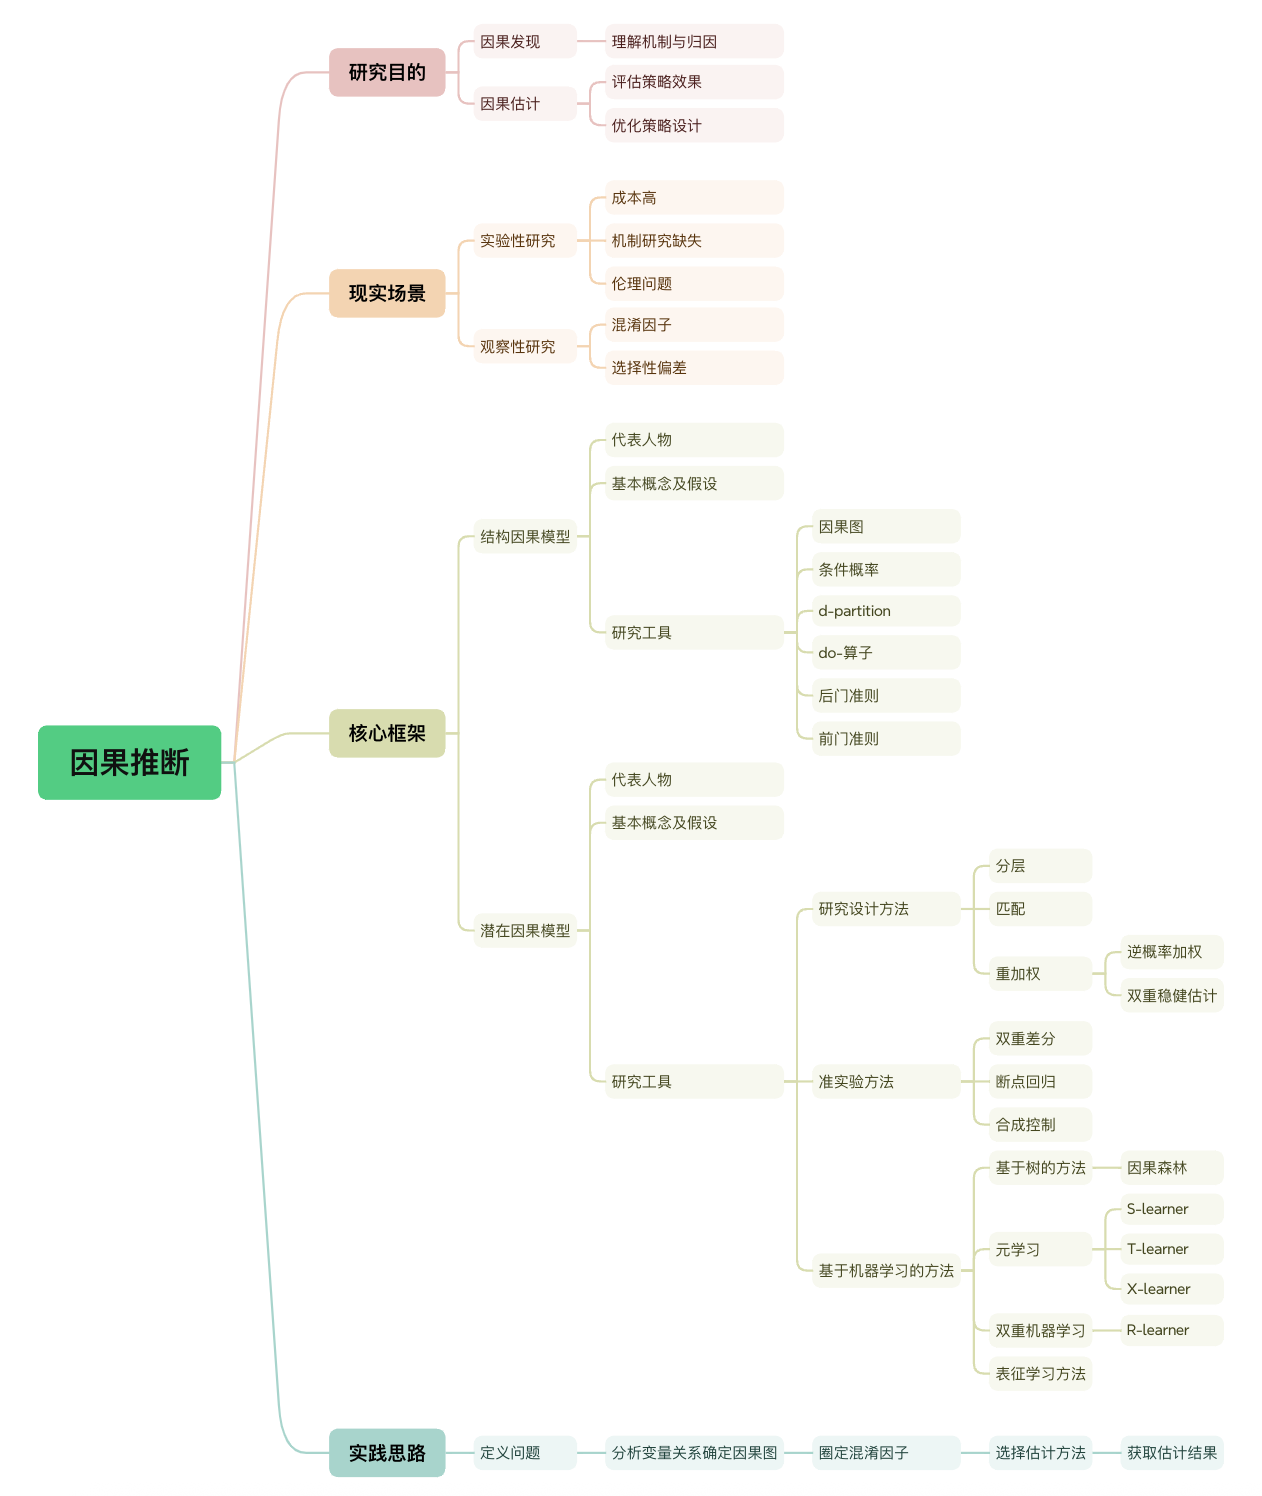 因果推断
研究目的
因果发现
理解机制与归因
因果估计
评估策略效果
优化策略设计
现实场景
实验性研究
成本高
机制研究缺失
伦理问题
观察性研究
混淆因子
选择性偏差
核心框架
结构因果模型
代表人物
基本概念及假设
研究工具
因果图
条件概率
d-partition
do-算子
后门准则
前门准则
潜在因果模型
代表人物
基本概念及假设
研究工具
研究设计方法
分层
匹配
重加权
逆概率加权
双重稳健估计
准实验方法
双重差分
断点回归
合成控制
基于机器学习的方法
基于树的方法
因果森林
元学习
S-learner
T-learner
X-learner
双重机器学习
R-learner
表征学习方法
实践思路
定义问题
分析变量关系确定因果图
圈定混淆因子
选择估计方法
获取估计结果